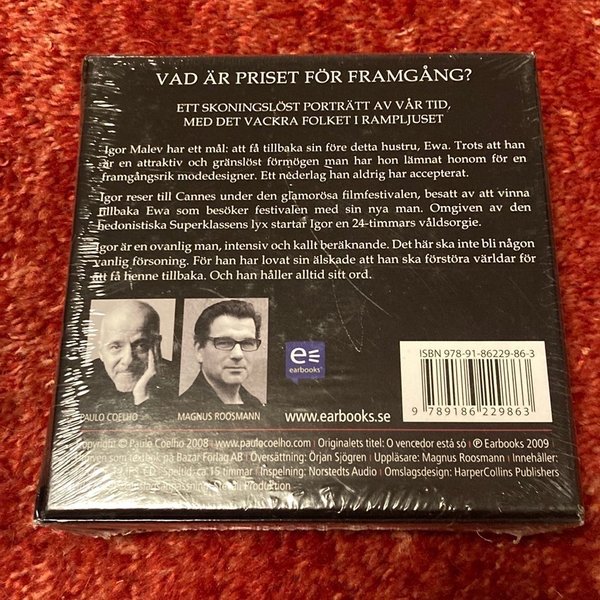 VAD ÄR PRISET FÖR FRAMGÅNG?
ETT SKONINGSLÖST PORTRÄTT AV VÅR TID,
MED DET VACKRA FOLKET I RAMPLJUSET
Igor Malev har ett mål: att få tillbaka sin före detta hustru, Ewa. Trots att han
är en attraktiv och gränslöst förmögen man har hon lämnat honom för en
framgångsrik modedesigner. Ett nederlag han aldrig har accepterat.
Igor reser till Cannes under den glamorösa filmfestivalen, besatt av att vinna
tillbaka Ewa som besöker festivalen med sin nya man. Omgiven av den
hedonistiska Superklassens lyx startar Igor en 24-timmars våldsorgie.
Igor är en ovanlig man, intensiv och kallt beräknande. Det här ska inte bli någon
vanlig försoning. För han har lovat sin älskade att han ska förstöra världar för
att få henne tillbaka. Och han håller alltid sitt ord.
PAULO COELHO
MAGNUS ROOSMANN
e
earbooks®
www.earbooks.se
ISBN 978-91-86229-86-3
9 789186 229863
Copyright © Paulo Coelho 2008 | www.paulocoelho.com | Originalets titel: O vencedor está só | ℗ Earbooks 2009
Utgiven som textbok på Bazar Förlag AB | Översättning: Örjan Sjögren | Uppläsare: Magnus Roosmann | Innehåller:
CD | Speltid: ca 15 timmar | Inspelning: Norstedts Audio | Omslagsdesign: HarperCollins Publishers
Produktion